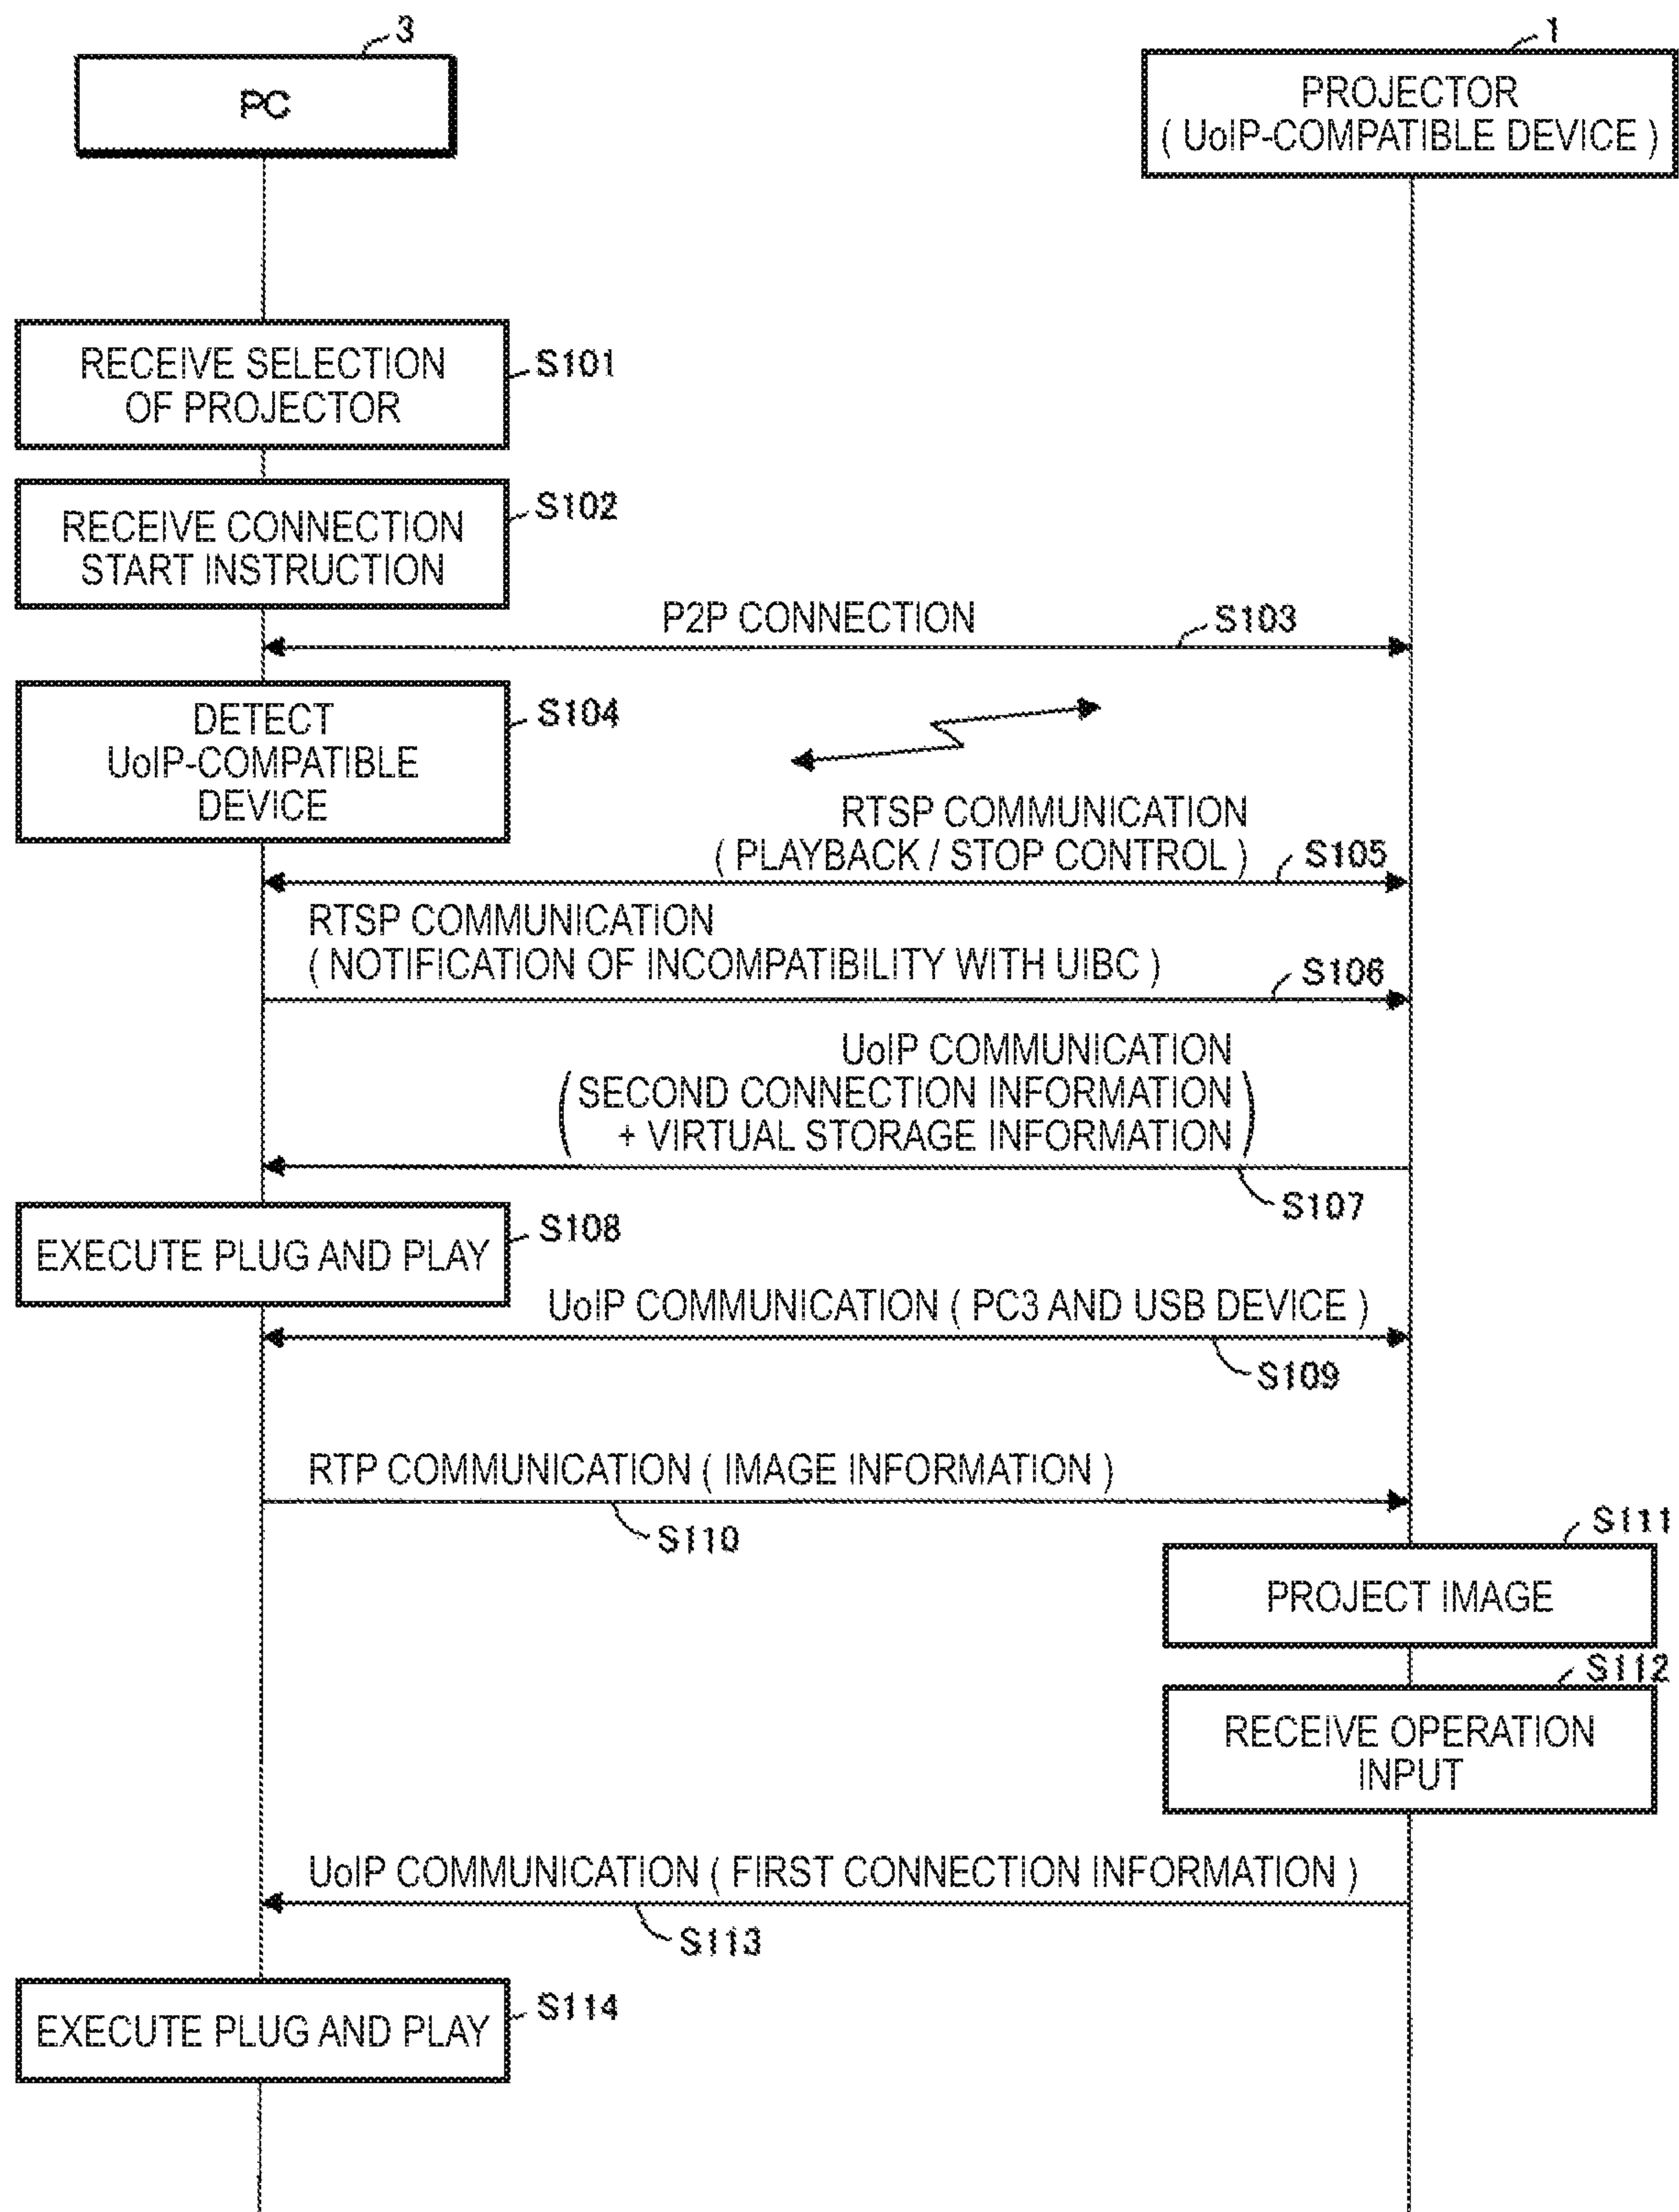 3
PC
1
PROJECTOR
( UoIP-COMPATIBLE DEVICE )
RECEIVE SELECTION
OF PROJECTOR
S101
RECEIVE CONNECTION
START INSTRUCTION
S102
P2P CONNECTION
S103
DETECT
UoIP-COMPATIBLE
DEVICE
S104
RTSP COMMUNICATION
( PLAYBACK / STOP CONTROL )
S105
RTSP COMMUNICATION
( NOTIFICATION OF INCOMPATIBILITY WITH UIBC )
S106
UoIP COMMUNICATION
( SECOND CONNECTION INFORMATION
+ VIRTUAL STORAGE INFORMATION )
S107
EXECUTE PLUG AND PLAY
S108
UoIP COMMUNICATION ( PC3 AND USB DEVICE )
S109
RTP COMMUNICATION ( IMAGE INFORMATION )
S110
S111
PROJECT IMAGE
S112
RECEIVE OPERATION
INPUT
UoIP COMMUNICATION ( FIRST CONNECTION INFORMATION )
S113
EXECUTE PLUG AND PLAY
S114